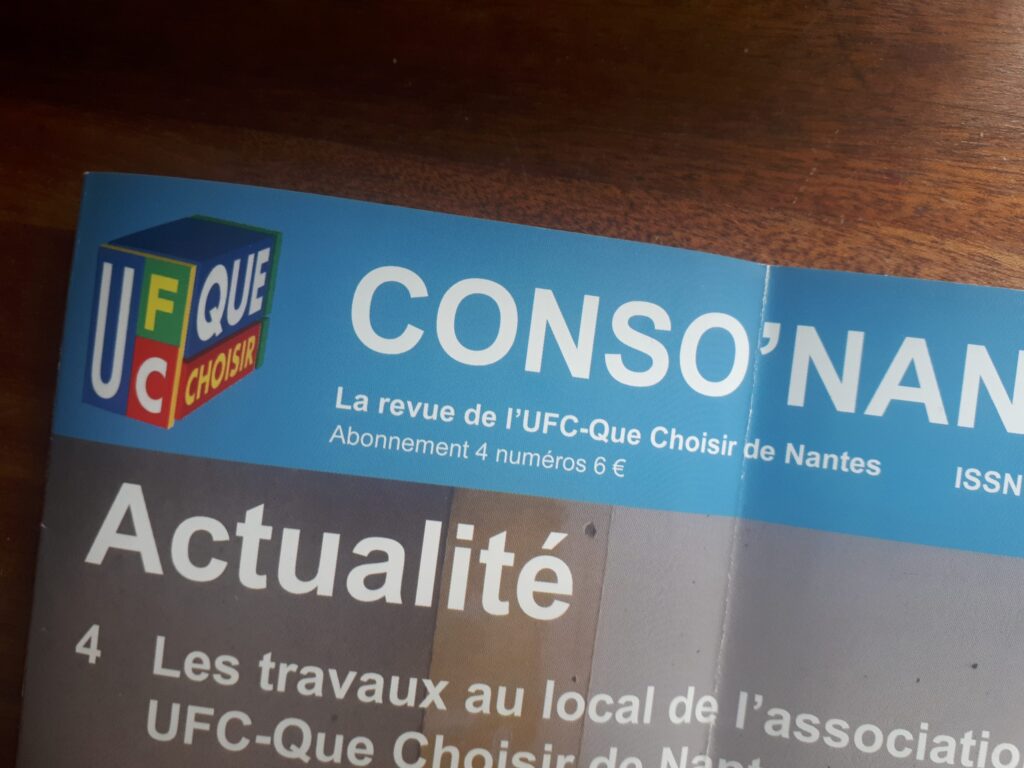 UFC QUE CHOISIR
CONSO'NAN
La revue de l'UFC-Que Choisir de Nantes
Abonnement 4 numéros 6 €
ISSN
Actualité
4 Les travaux au local de l'associatio
UFC-Que Choisir de Nant